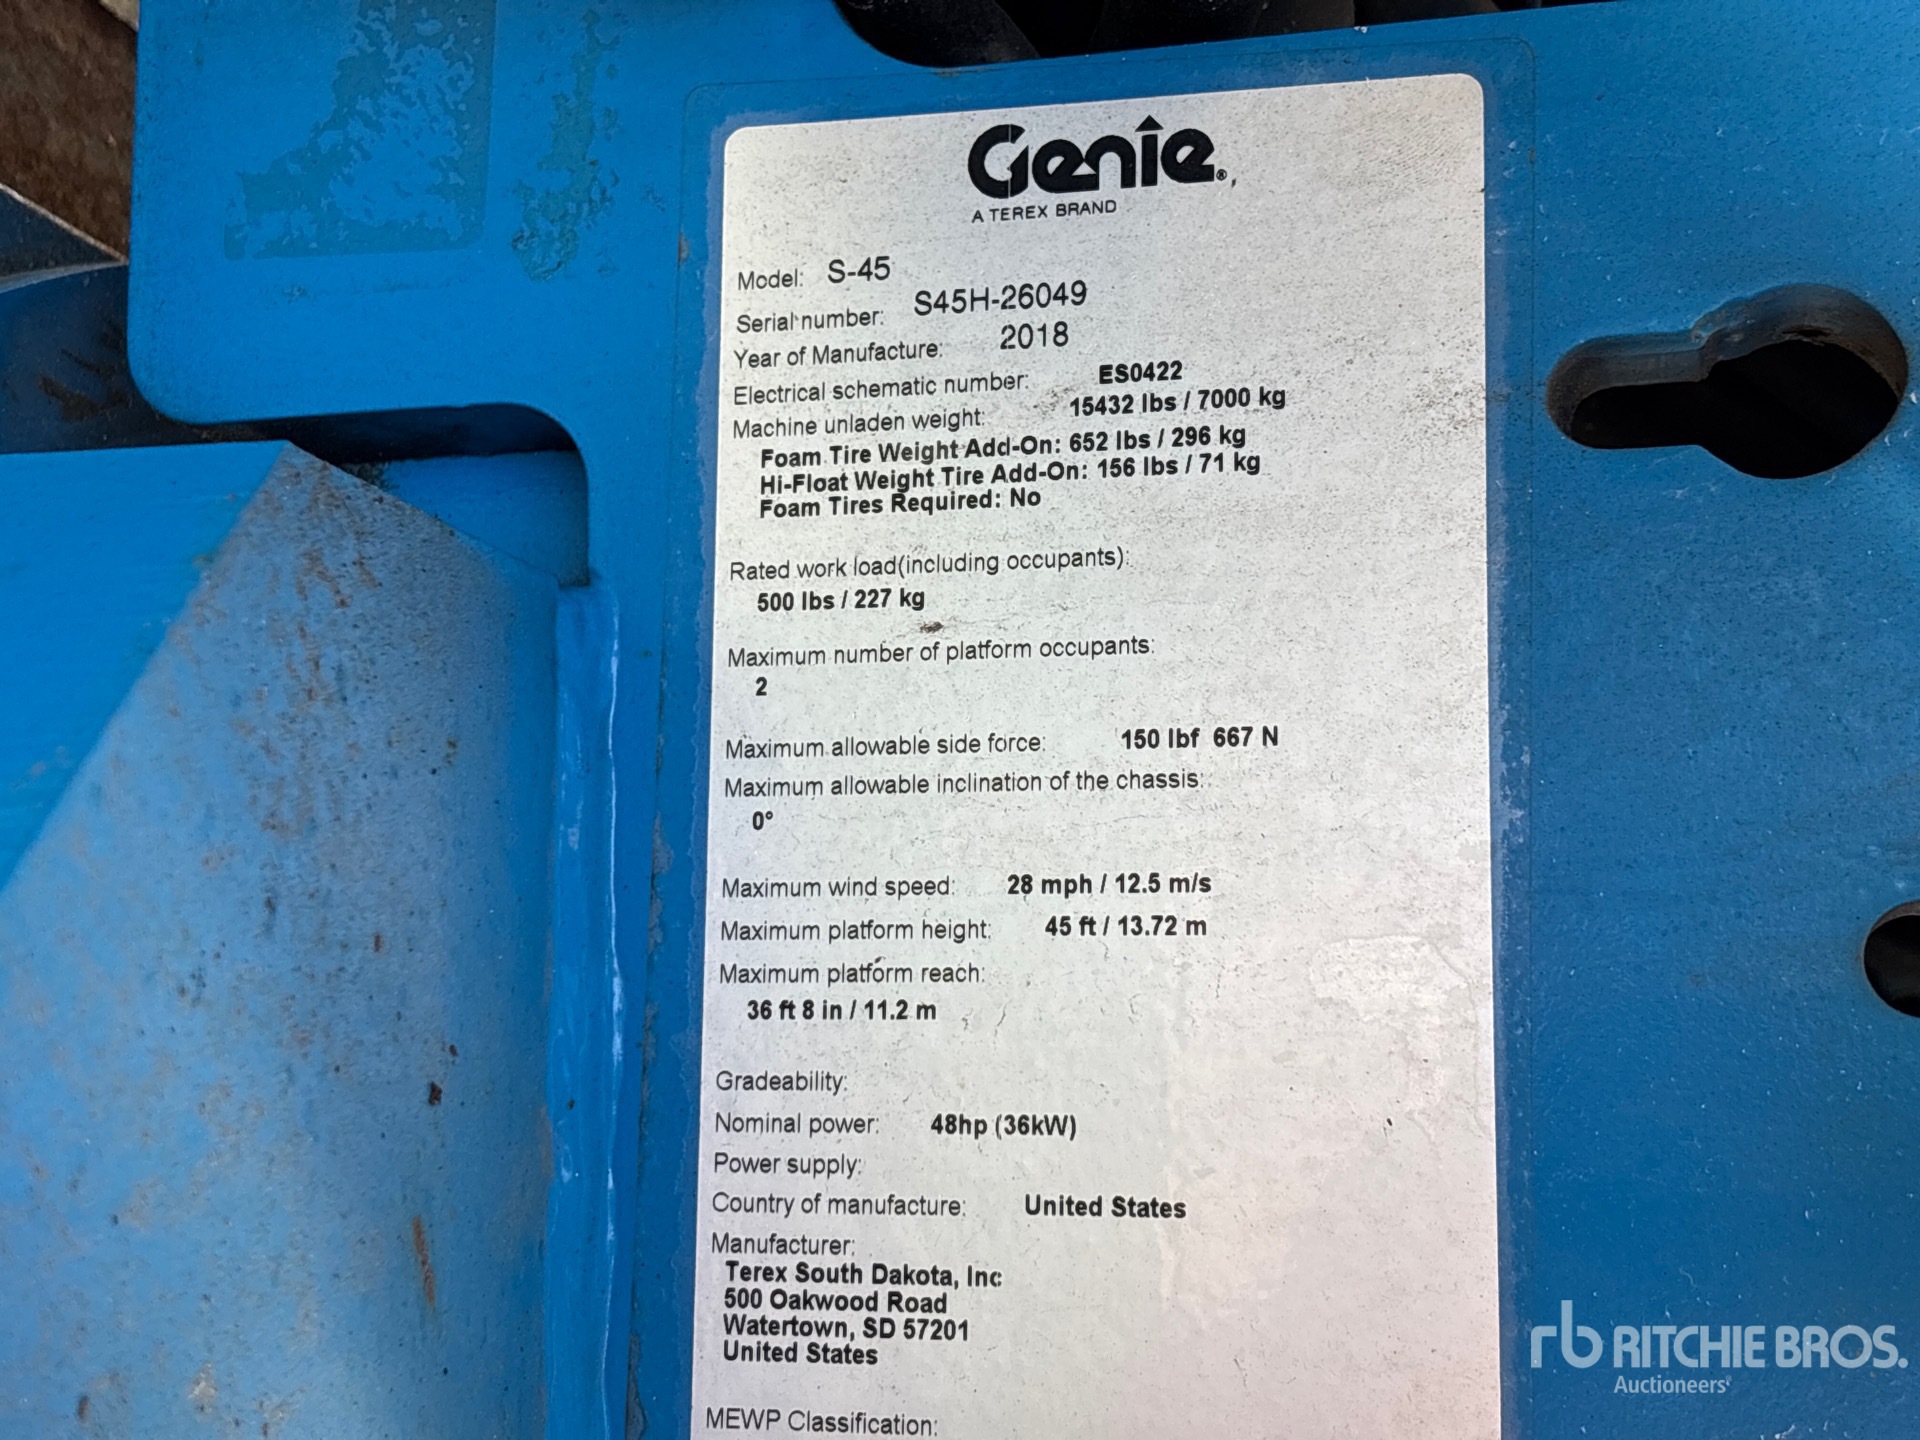 Genie®
A TEREX BRAND
Model: S-45
Serial number: S45H-26049
Year of Manufacture: 2018
Electrical schematic number: ES0422
Machine unladen weight: 15432 lbs / 7000 kg
Foam Tire Weight Add-On: 652 lbs / 296 kg
Hi-Float Weight Tire Add-On: 156 lbs / 71 kg
Foam Tires Required: No
Rated work load(including occupants):
500 lbs / 227 kg
Maximum number of platform occupants:
2
Maximum allowable side force: 150 lbf 667 N
Maximum allowable inclination of the chassis:
0°
Maximum wind speed: 28 mph / 12.5 m/s
Maximum platform height: 45 ft / 13.72 m
Maximum platform reach:
36 ft 8 in / 11.2 m
Gradeability:
Nominal power: 48hp (36kW)
Power supply:
Country of manufacture: United States
Manufacturer:
Terex South Dakota, Inc
500 Oakwood Road
Watertown, SD 57201
United States
MEWP Classification:
rb RITCHIE BROS.
Auctioneers